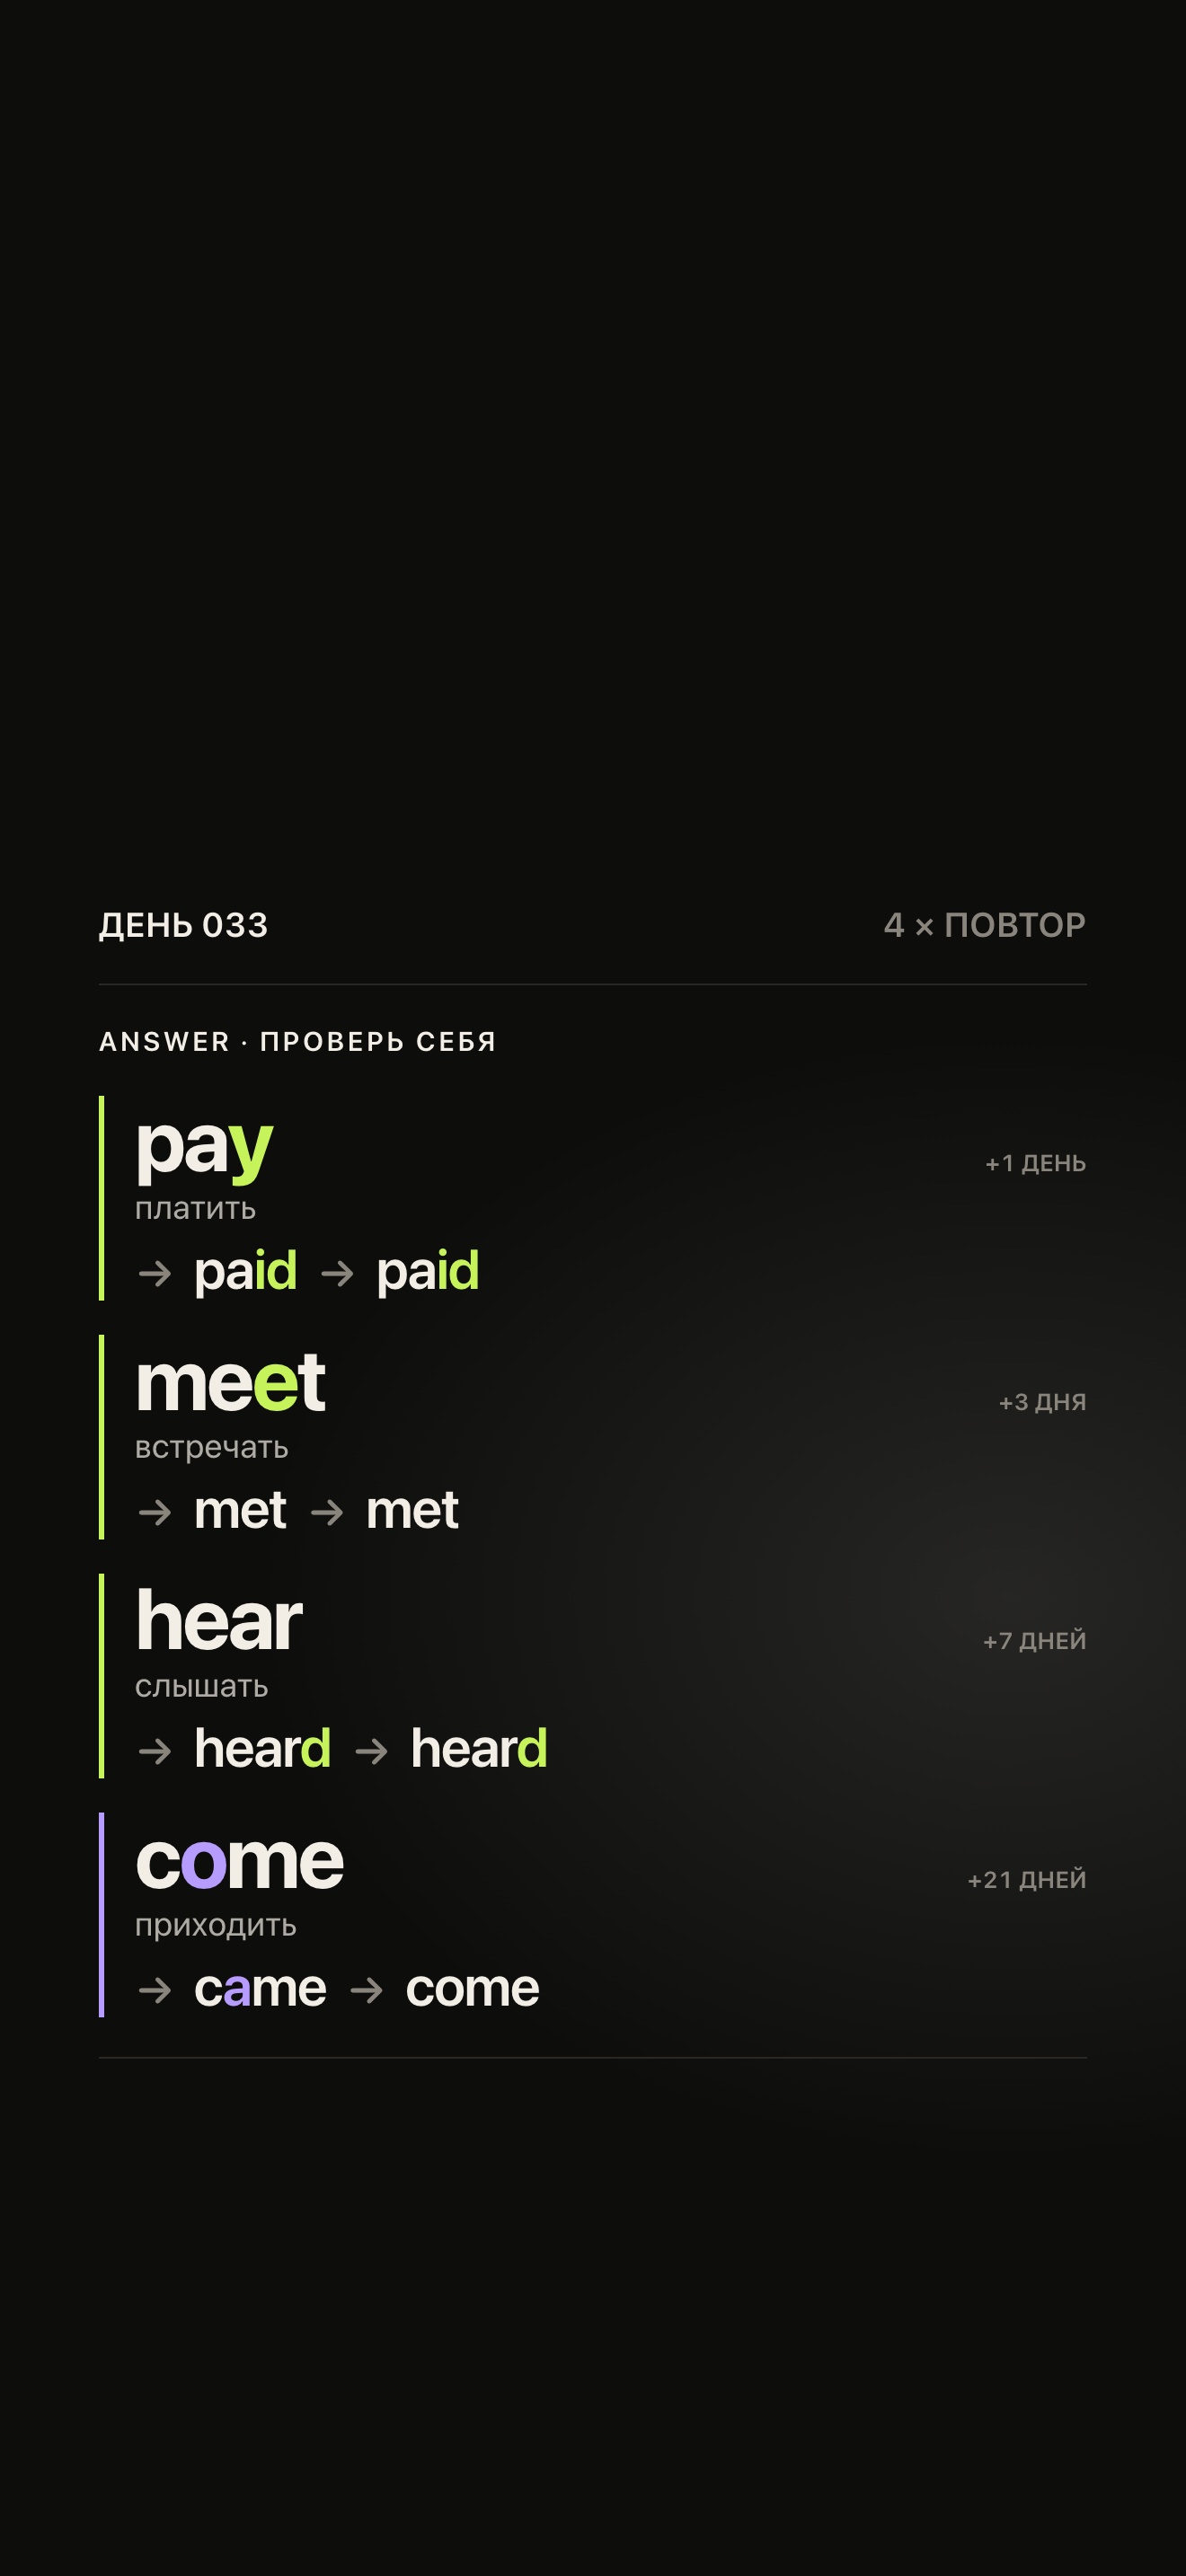 ДЕНЬ 033
4 × ПОВТОР
ANSWER · ПРОВЕРЬ СЕБЯ
pay
+1 ДЕНЬ
платить
→ paid → paid
meet
+3 ДНЯ
встречать
→ met → met
hear
+7 ДНЕЙ
слышать
→ heard → heard
come
+21 ДНЕЙ
приходить
→ came → come